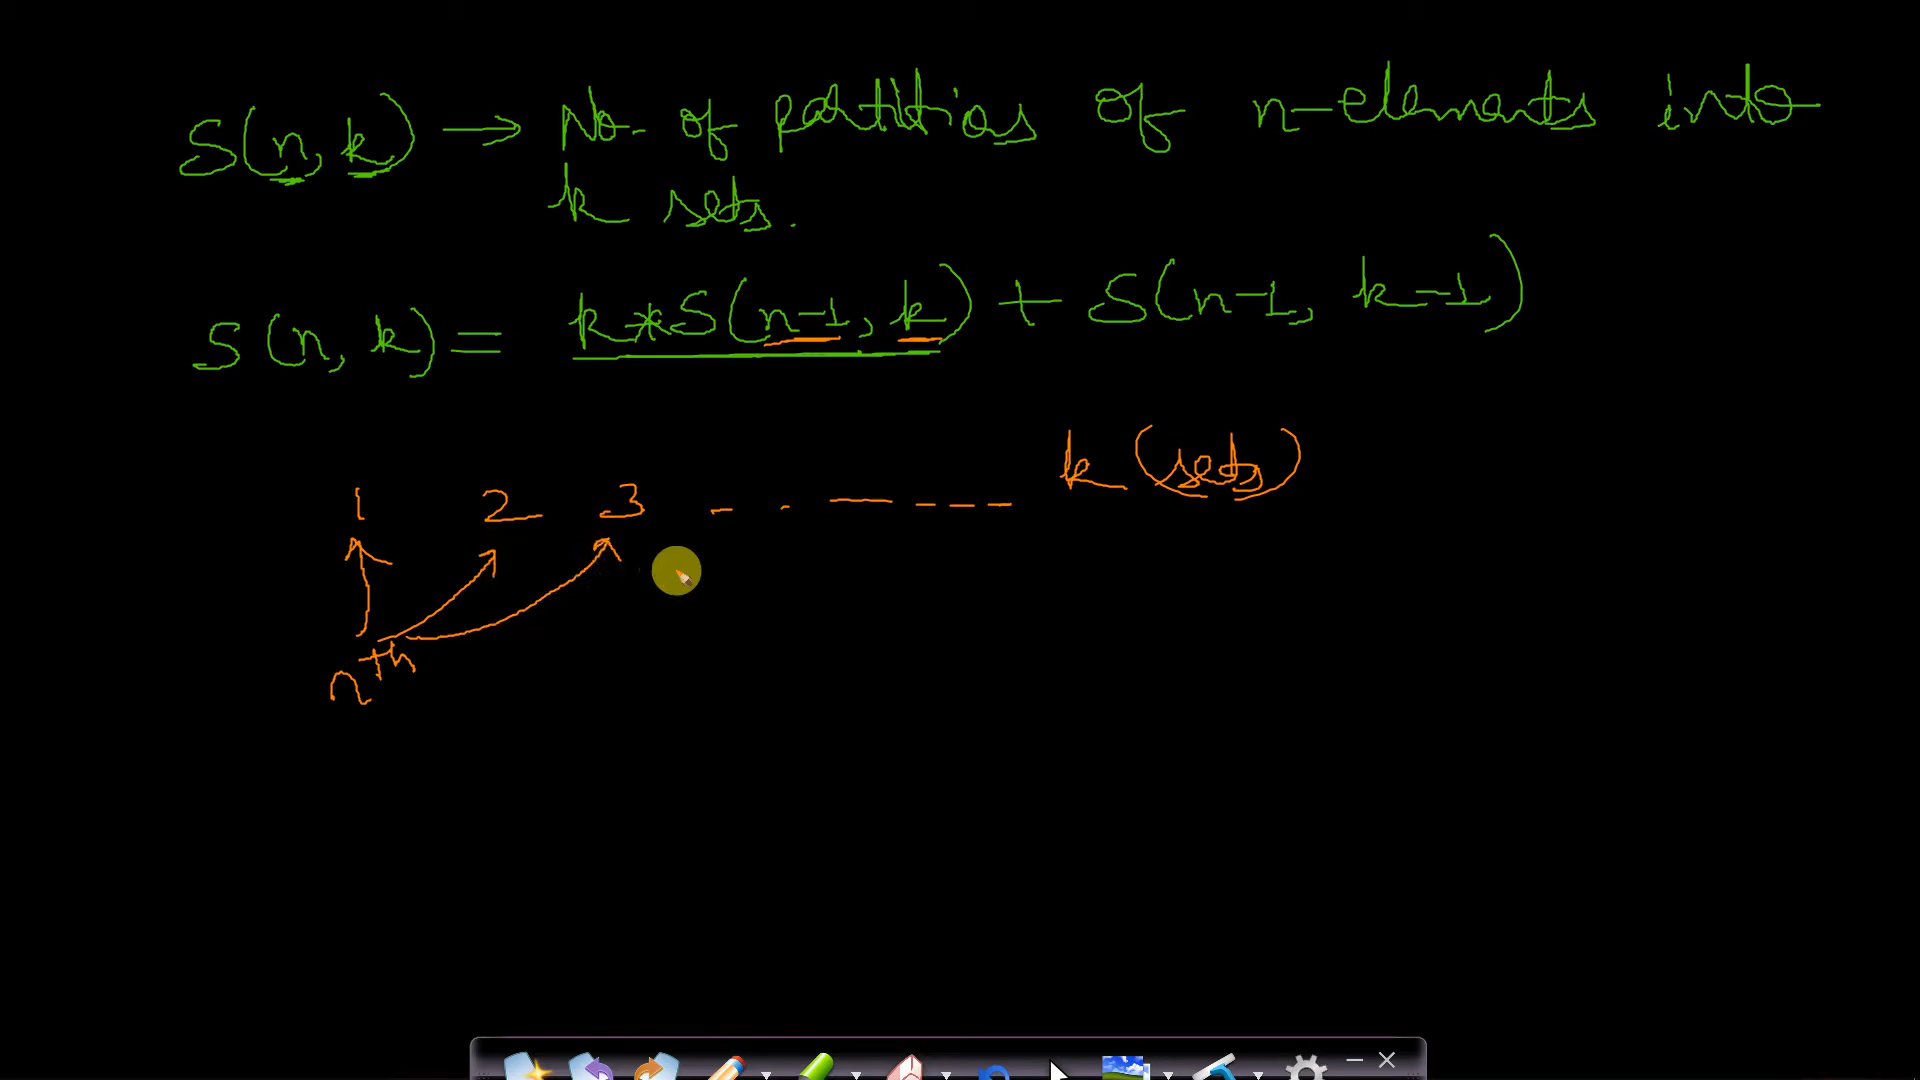 S(n, k) → No. of partitions of n-elements into
k sets.
S(n, k) = k*S(n-1, k) + S(n-1, k-1)
1 2 3 - - — - - - k (sets)
nth